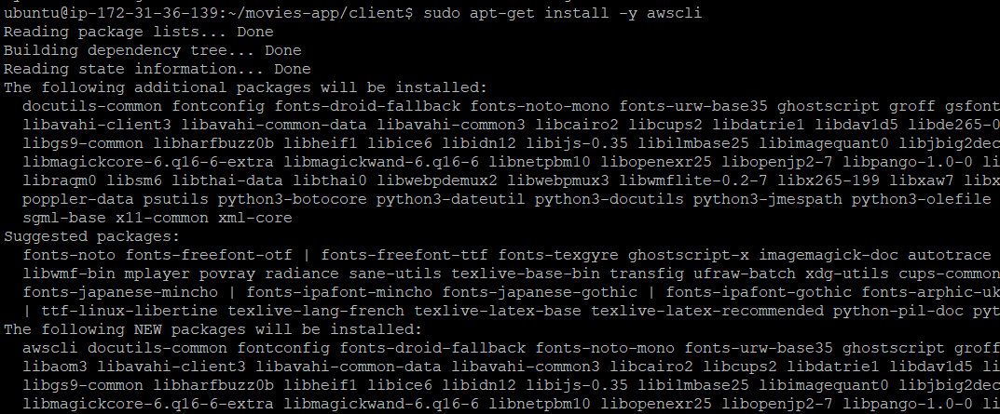 ubuntu@ip-172-31-36-139:~/movies-app/client$ sudo apt-get install -y awscli
Reading package lists... Done
Building dependency tree... Done
Reading state information... Done
The following additional packages will be installed:
  docutils-common fontconfig fonts-droid-fallback fonts-noto-mono fonts-urw-base35 ghostscript groff gsfont
  libavahi-client3 libavahi-common-data libavahi-common3 libcairo2 libcups2 libdatrie1 libdav1d5 libde265-0
  libgs9-common libharfbuzz0b libheif1 libice6 libidn12 libijs-0.35 libilmbase25 libimagequant0 libjbig2dec
  libmagickcore-6.q16-6-extra libmagickwand-6.q16-6 libnetpbm10 libopenexr25 libopenjp2-7 libpango-1.0-0 li
  libraqm0 libsm6 libthai-data libthai0 libwebpdemux2 libwebpmux3 libwmflite-0.2-7 libx265-199 libxaw7 libx
  poppler-data psutils python3-botocore python3-dateutil python3-docutils python3-jmespath python3-olefile
  sgml-base x11-common xml-core
Suggested packages:
  fonts-noto fonts-freefont-otf | fonts-freefont-ttf fonts-texgyre ghostscript-x imagemagick-doc autotrace
  libwmf-bin mplayer povray radiance sane-utils texlive-base-bin transfig ufraw-batch xdg-utils cups-common
  fonts-japanese-mincho | fonts-ipafont-mincho fonts-japanese-gothic | fonts-ipafont-gothic fonts-arphic-uk
  | ttf-linux-libertine texlive-lang-french texlive-latex-base texlive-latex-recommended python-pil-doc pyt
The following NEW packages will be installed:
  awscli docutils-common fontconfig fonts-droid-fallback fonts-noto-mono fonts-urw-base35 ghostscript groff
  libaom3 libavahi-client3 libavahi-common-data libavahi-common3 libcairo2 libcups2 libdatrie1 libdav1d5 li
  libgs9-common libharfbuzz0b libheif1 libice6 libidn12 libijs-0.35 libilmbase25 libimagequant0 libjbig2dec
  libmagickcore-6.q16-6-extra libmagickwand-6.q16-6 libnetpbm10 libopenexr25 libopenjp2-7 libpango-1.0-0 li